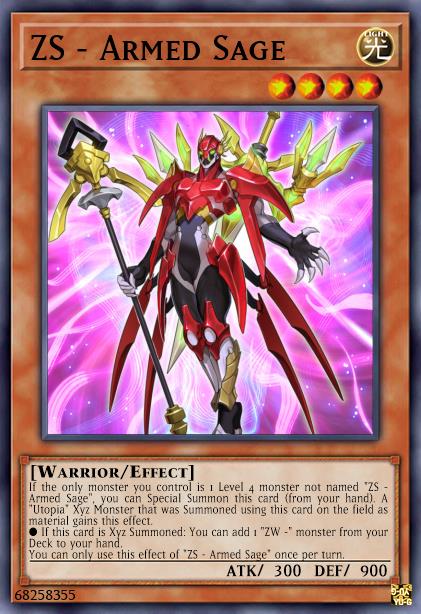 ZS - Armed Sage
LIGHT
光
[Warrior/Effect]
If the only monster you control is 1 Level 4 monster not named "ZS -
Armed Sage", you can Special Summon this card (from your hand). A
"Utopia" Xyz Monster that was Summoned using this card on the field as
material gains this effect.
● If this card is Xyz Summoned: You can add 1 "ZW -" monster from your
Deck to your hand.
You can only use this effect of "ZS - Armed Sage" once per turn.
ATK/ 300 DEF/ 900
68258355